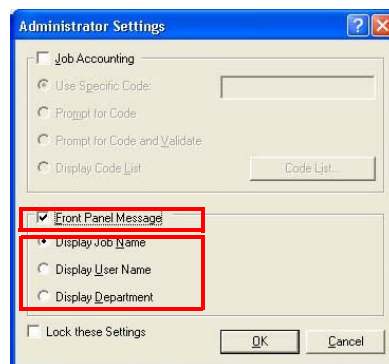 Administrator Settings
Job Accounting
Use Specific Code:
Prompt for Code
Prompt for Code and Validate
Display Code List
Code List...
Front Panel Message
Display Job Name
Display User Name
Display Department
Lock these Settings
OK
Cancel